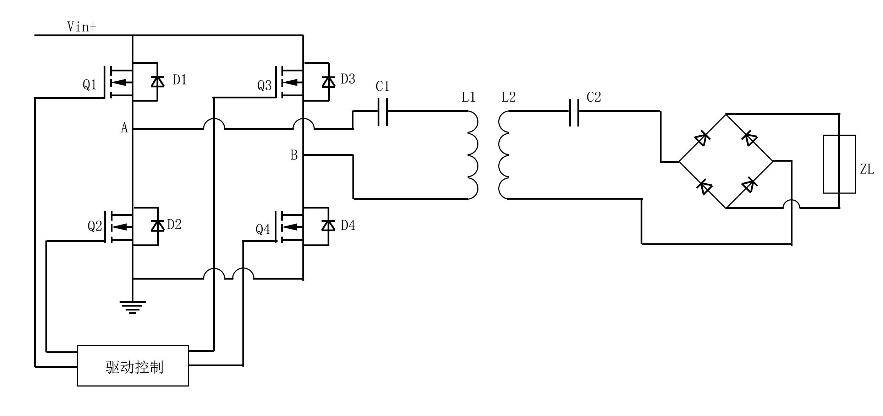 Vin+
Q1
D1
Q3
D3
C1
L1
L2
C2
A
B
ZL
Q2
D2
Q4
D4
驱动控制